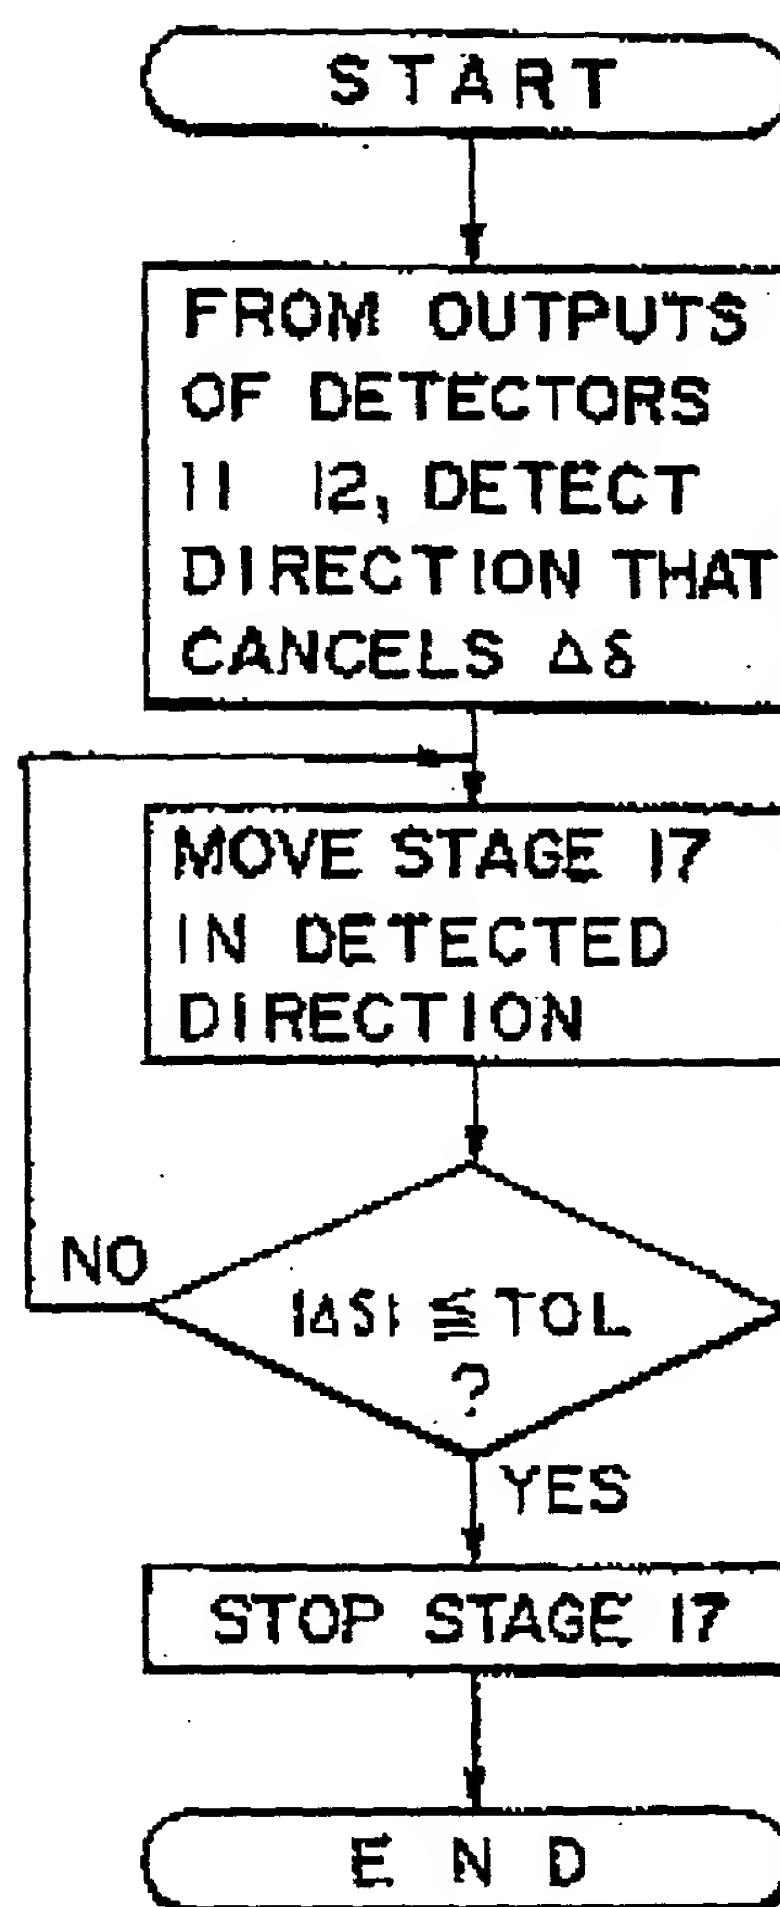 START
FROM OUTPUTS
OF DETECTORS
11 12, DETECT
DIRECTION THAT
CANCELS Δδ
MOVE STAGE 17
IN DETECTED
DIRECTION
NO
|ΔS| ≦ TOL
?
YES
STOP STAGE 17
END